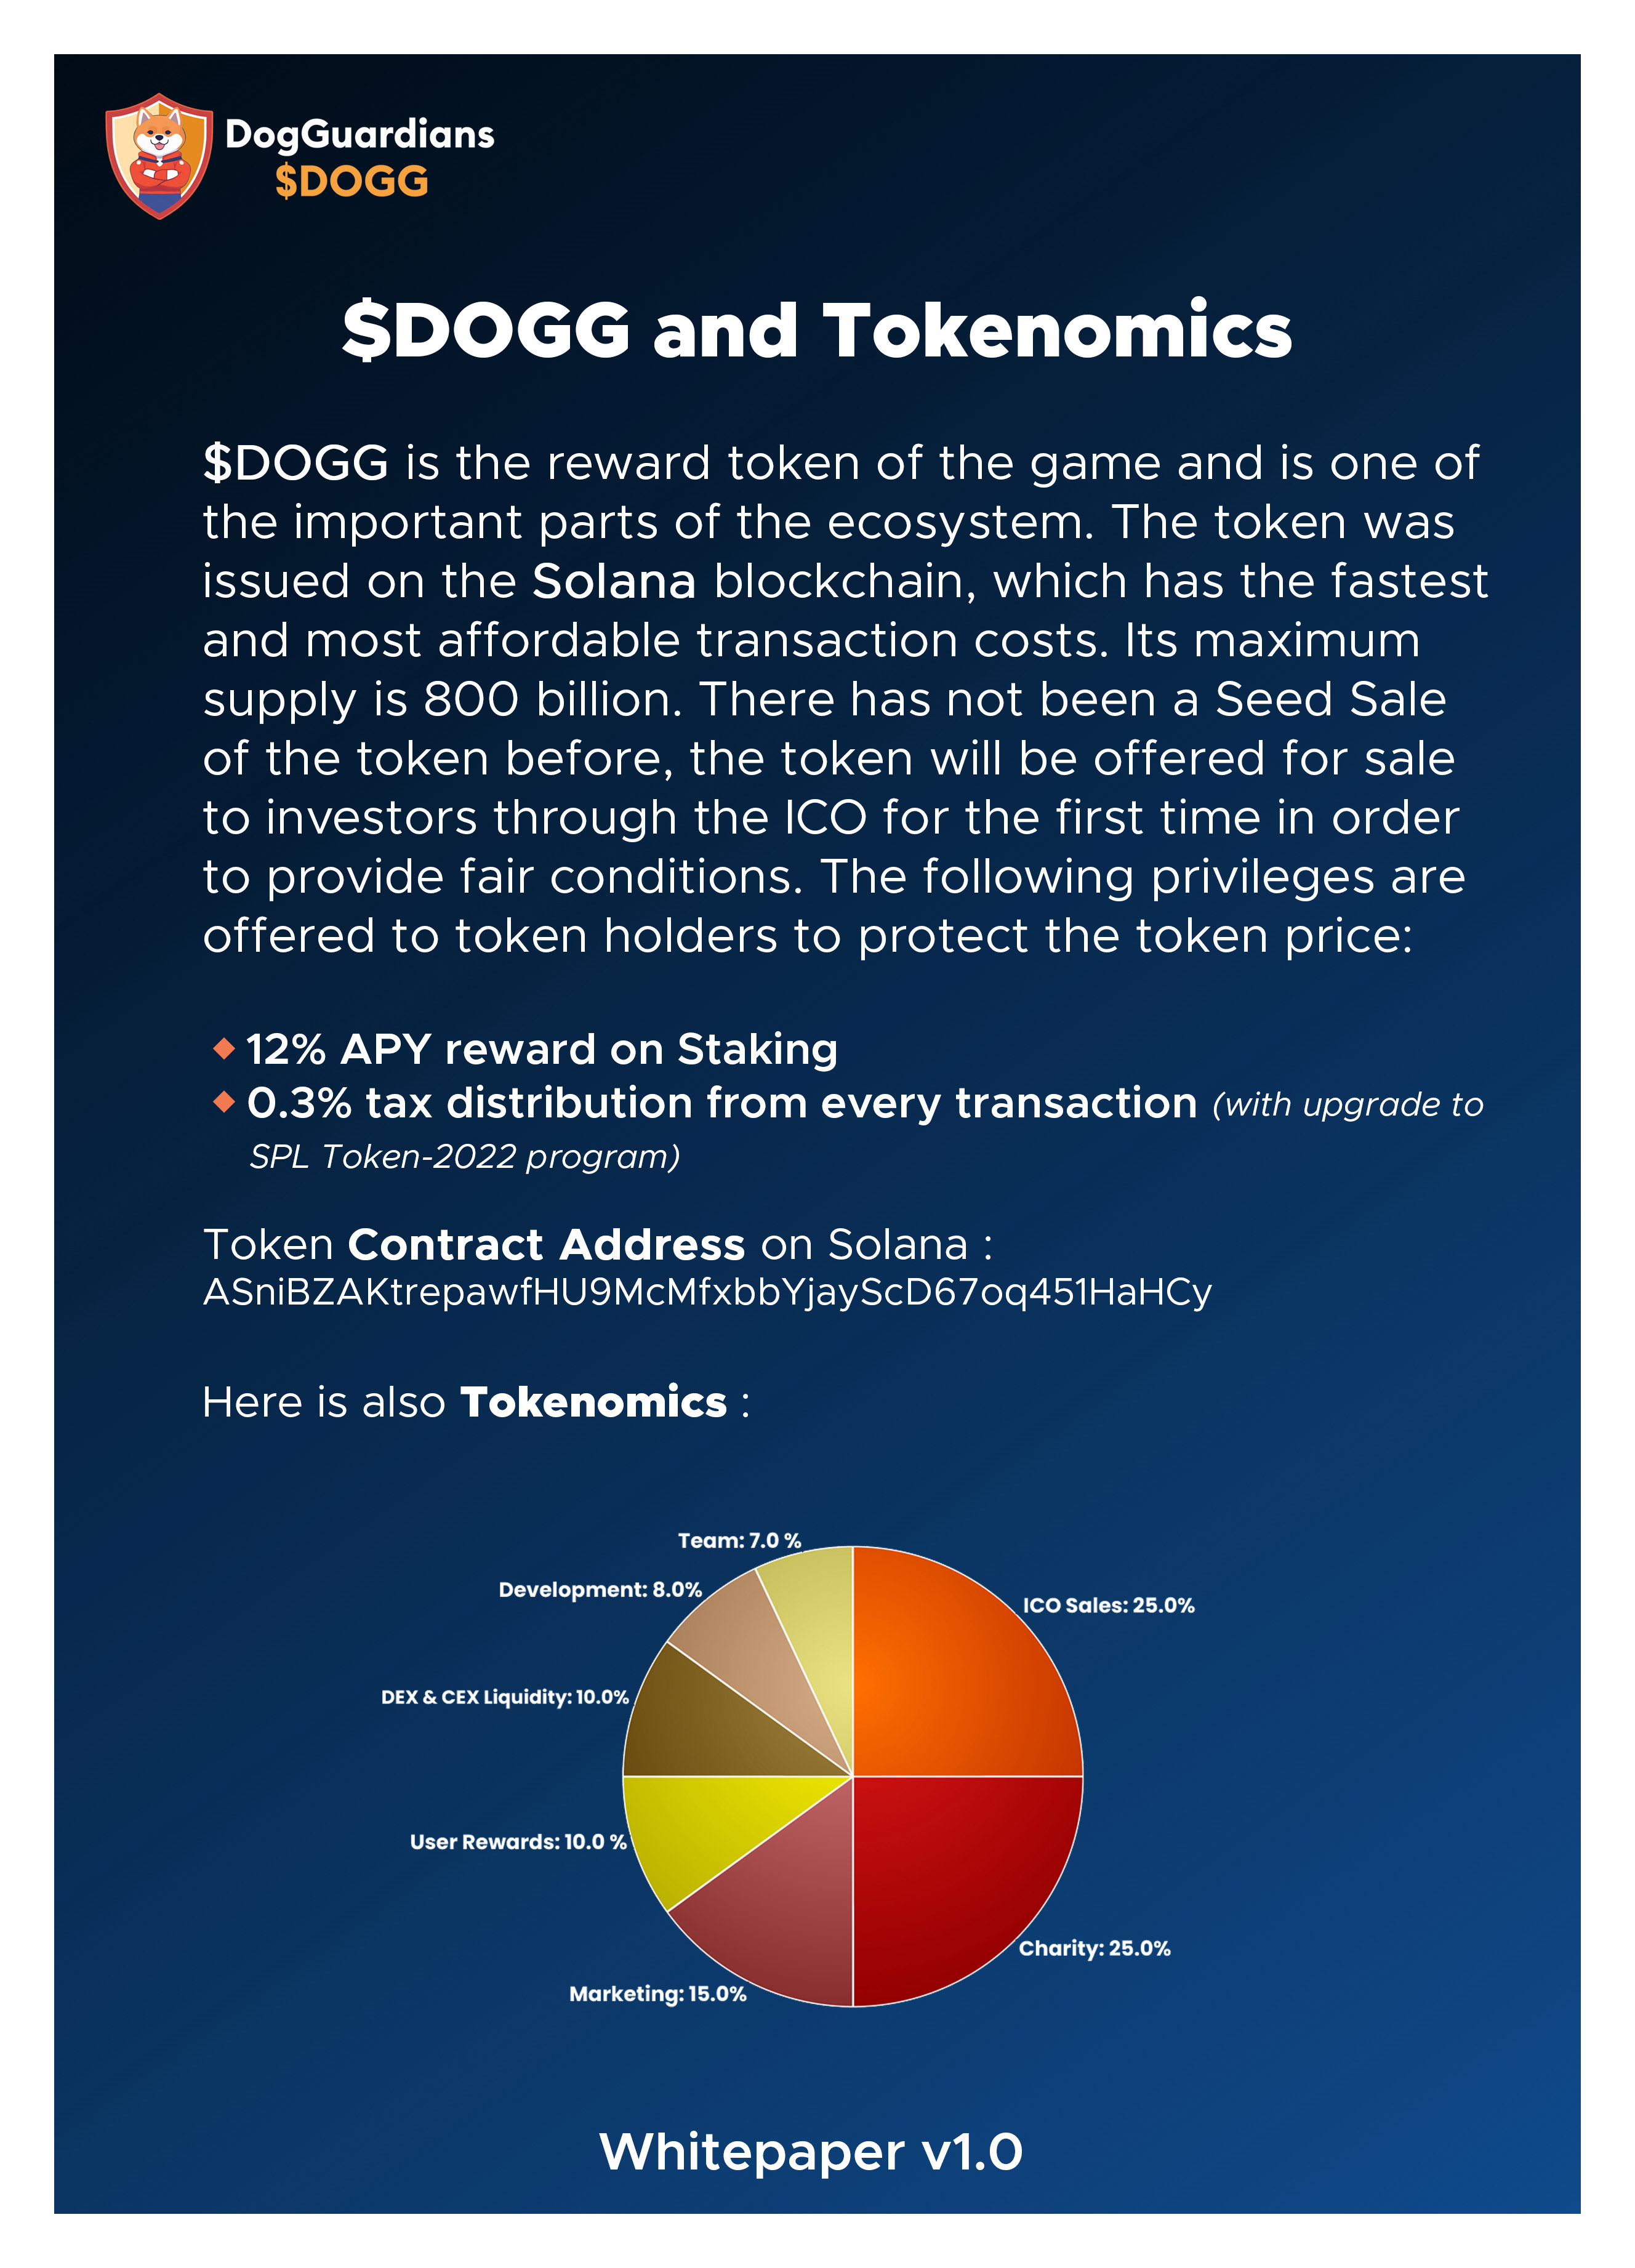 DogGuardians
$DOGG
$DOGG and Tokenomics
$DOGG is the reward token of the game and is one of
the important parts of the ecosystem. The token was
issued on the Solana blockchain, which has the fastest
and most affordable transaction costs. Its maximum
supply is 800 billion. There has not been a Seed Sale
of the token before, the token will be offered for sale
to investors through the ICO for the first time in order
to provide fair conditions. The following privileges are
offered to token holders to protect the token price:
12% APY reward on Staking
0.3% tax distribution from every transaction (with upgrade to
SPL Token-2022 program)
Token Contract Address on Solana :
ASniBZAKtrepawfHU9McMfxbbYjayScD67oq451HaHCy
Here is also Tokenomics :
Team: 7.0 %
Development: 8.0%
ICO Sales: 25.0%
DEX & CEX Liquidity: 10.0%
User Rewards: 10.0 %
Charity: 25.0%
Marketing: 15.0%
Whitepaper v1.0